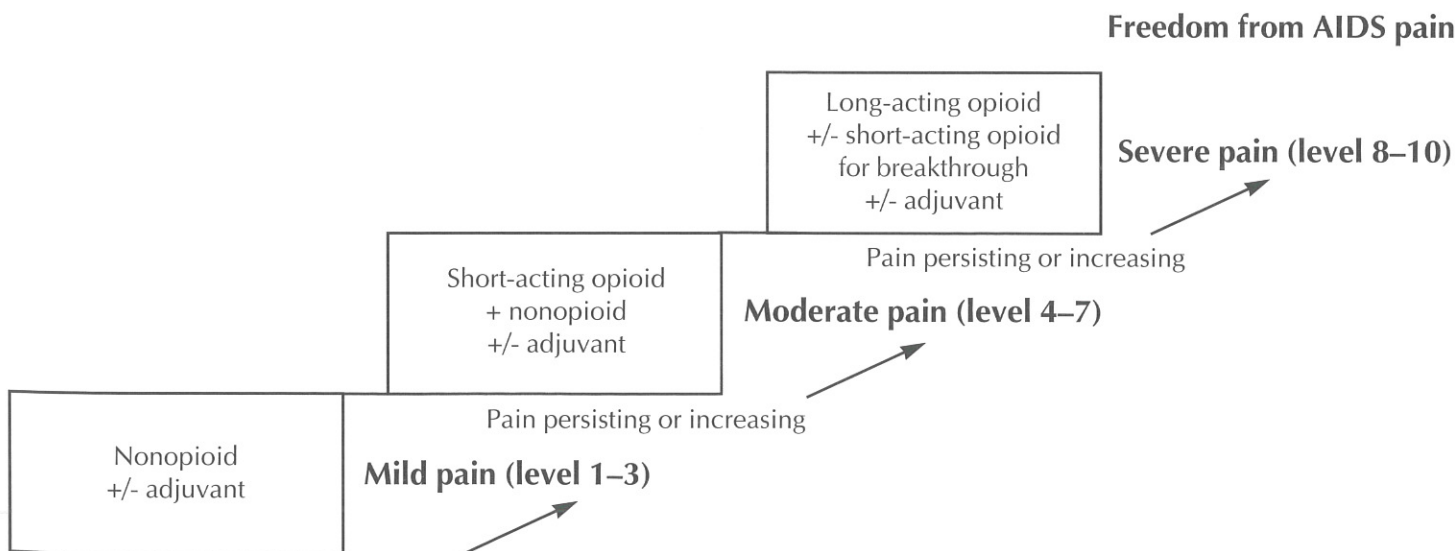 Freedom from AIDS pain
Long-acting opioid
+/- short-acting opioid
for breakthrough
+/- adjuvant
Severe pain (level 8–10)
Pain persisting or increasing
Short-acting opioid
+ nonopioid
+/- adjuvant
Moderate pain (level 4–7)
Pain persisting or increasing
Nonopioid
+/- adjuvant
Mild pain (level 1–3)